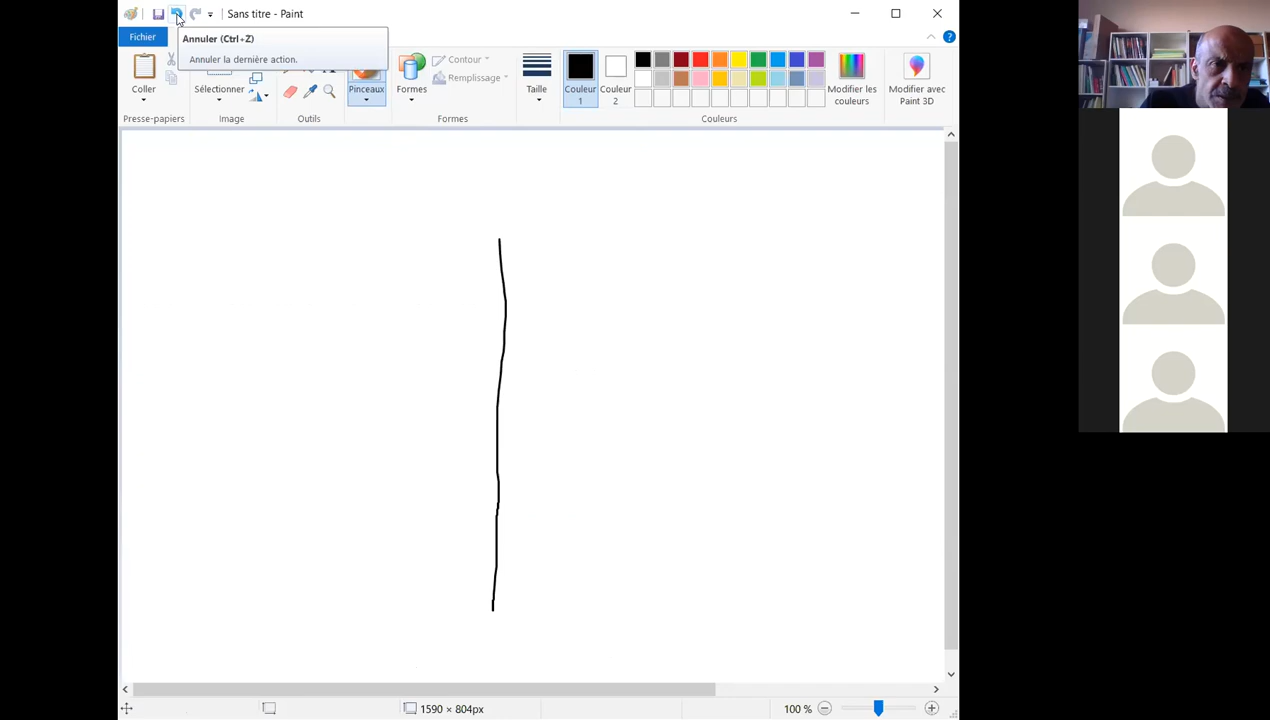 Sans titre - Paint
Fichier
Annuler (Ctrl+Z)
Annuler la dernière action.
Coller
Sélectionner
Pinceaux
Formes
Contour
Remplissage
Taille
Couleur
1
Couleur
2
Modifier les
couleurs
Modifier avec
Paint 3D
Presse-papiers
Image
Outils
Formes
Couleurs
1590 × 804px
100 %